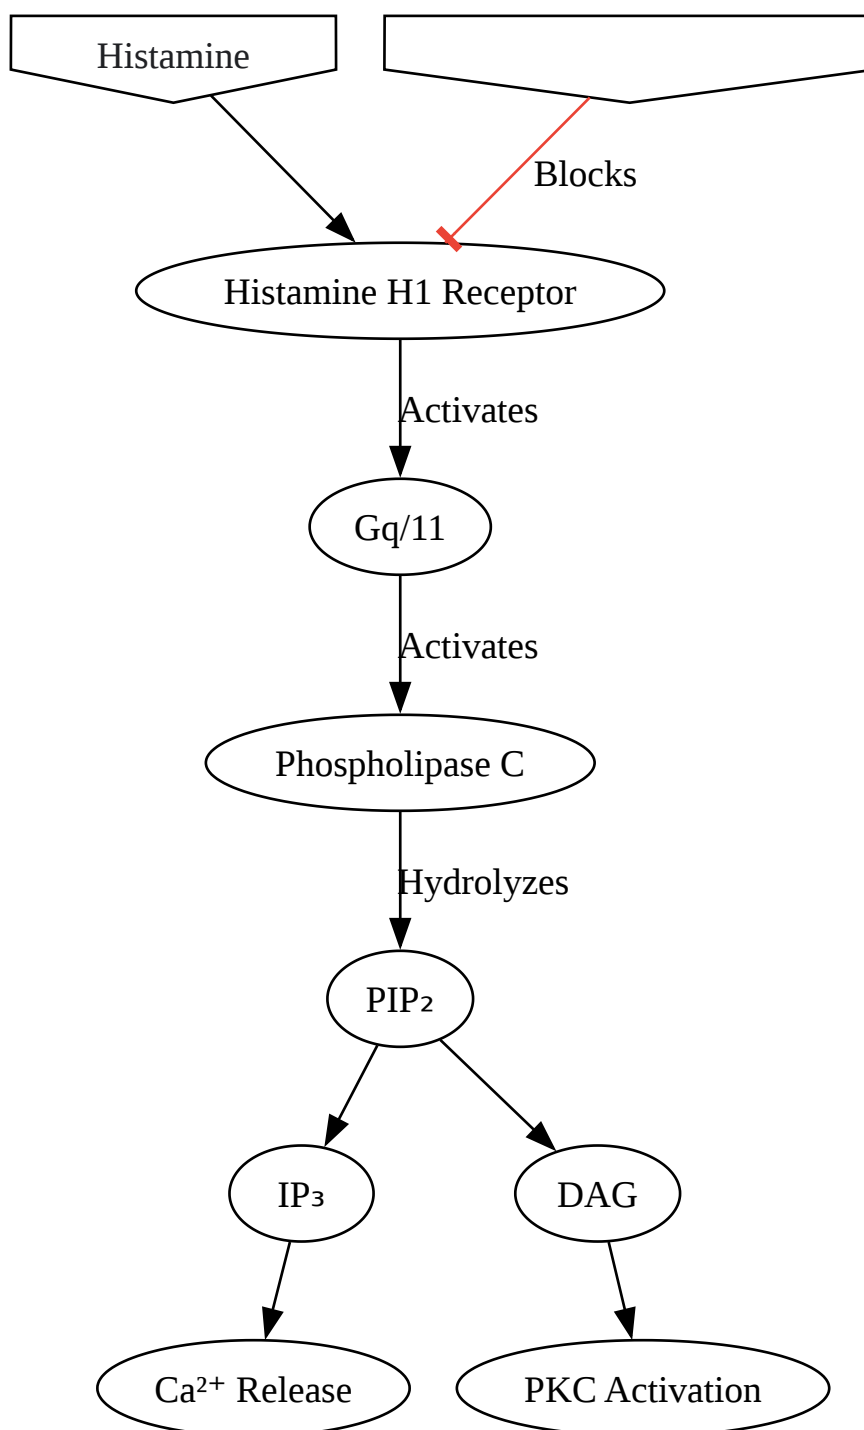 Histamine
Blocks
Histamine H1 Receptor
Activates
Gq/11
Activates
Phospholipase C
Hydrolyzes
PIP₂
IP₃
DAG
Ca²⁺ Release
PKC Activation